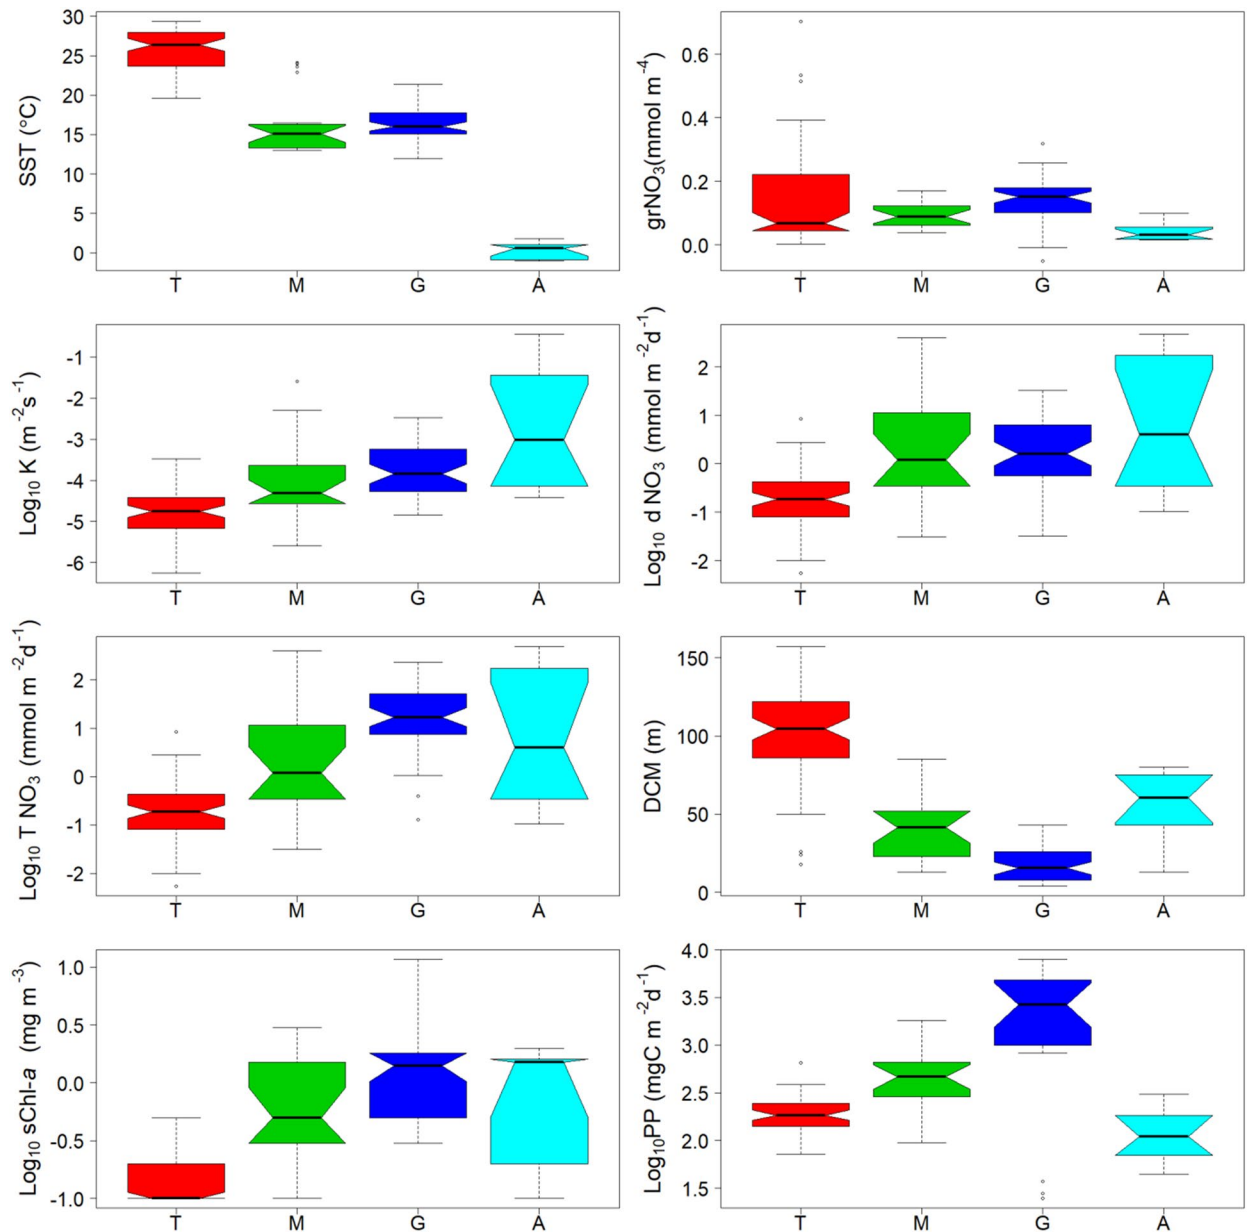 SST (°C)
30
25
20
15
10
5
0
T M G A
grNO₃(mmol m⁻⁴)
0.6
0.4
0.2
0.0
T M G A
Log₁₀ K (m⁻²s⁻¹)
-1
-2
-3
-4
-5
-6
T M G A
Log₁₀ d NO₃ (mmol m⁻²d⁻¹)
2
1
0
-1
-2
T M G A
Log₁₀ T NO₃ (mmol m⁻²d⁻¹)
2
1
0
-1
-2
T M G A
DCM (m)
150
100
50
0
T M G A
Log₁₀ sChl-a (mg m⁻³)
1.0
0.5
0.0
-0.5
-1.0
T M G A
Log₁₀PP (mgC m⁻²d⁻¹)
4.0
3.5
3.0
2.5
2.0
1.5
T M G A